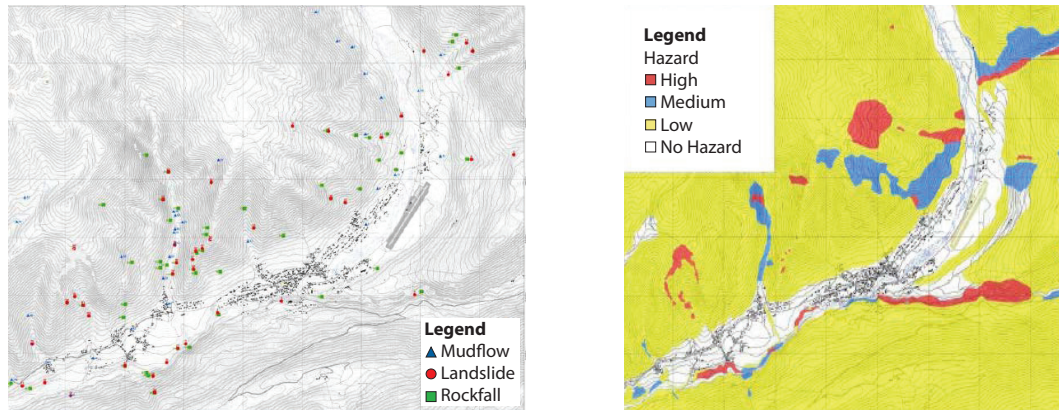 Legend
Mudflow
Landslide
Rockfall
Legend
Hazard
High
Medium
Low
No Hazard